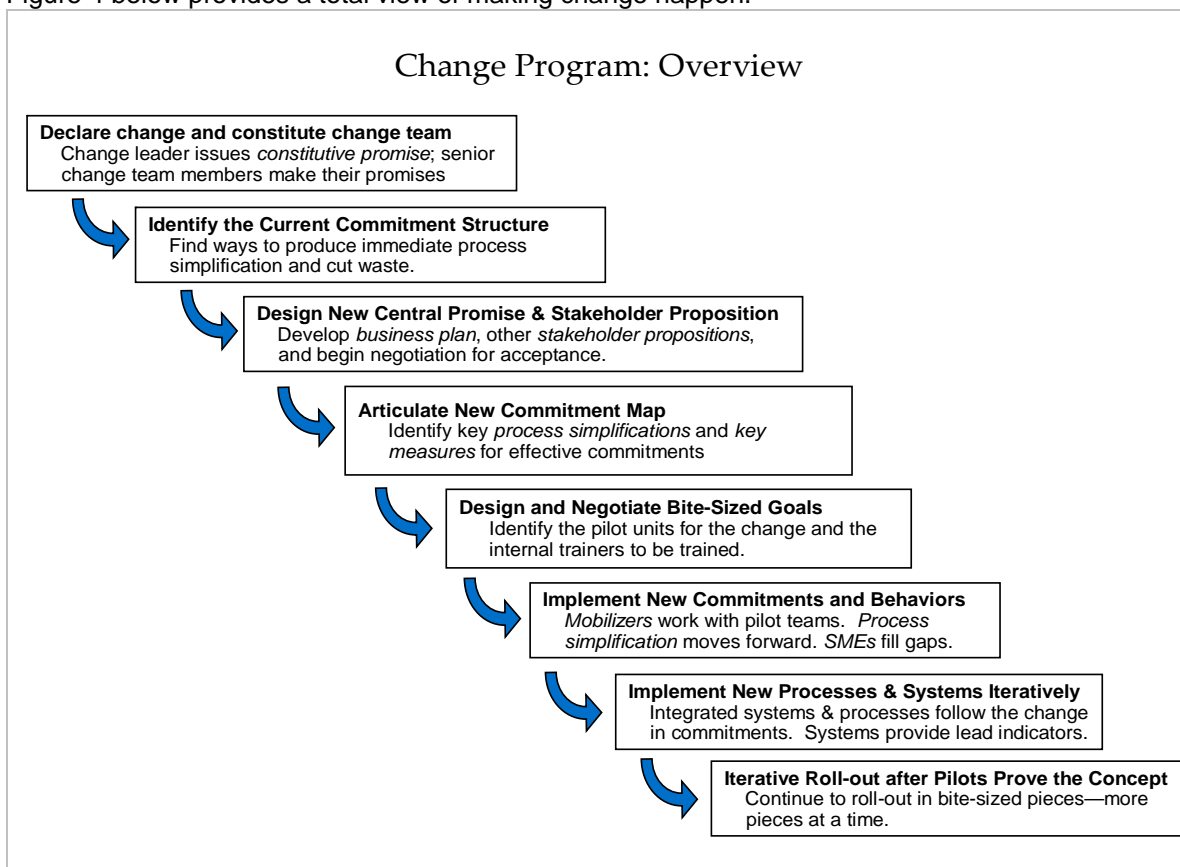 Figure 4 below provides a total view of making change happen.
Change Program: Overview
Declare change and constitute change team
Change leader issues constitutive promise; senior
change team members make their promises
Identify the Current Commitment Structure
Find ways to produce immediate process
simplification and cut waste.
Design New Central Promise & Stakeholder Proposition
Develop business plan, other stakeholder propositions,
and begin negotiation for acceptance.
Articulate New Commitment Map
Identify key process simplifications and key
measures for effective commitments
Design and Negotiate Bite-Sized Goals
Identify the pilot units for the change and the
internal trainers to be trained.
Implement New Commitments and Behaviors
Mobilizers work with pilot teams. Process
simplification moves forward. SMEs fill gaps.
Implement New Processes & Systems Iteratively
Integrated systems & processes follow the change
in commitments. Systems provide lead indicators.
Iterative Roll-out after Pilots Prove the Concept
Continue to roll-out in bite-sized pieces—more
pieces at a time.